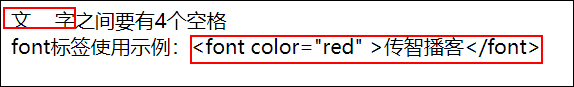 文    字之间要有4个空格
font标签使用示例：<font color="red" >传智播客</font>